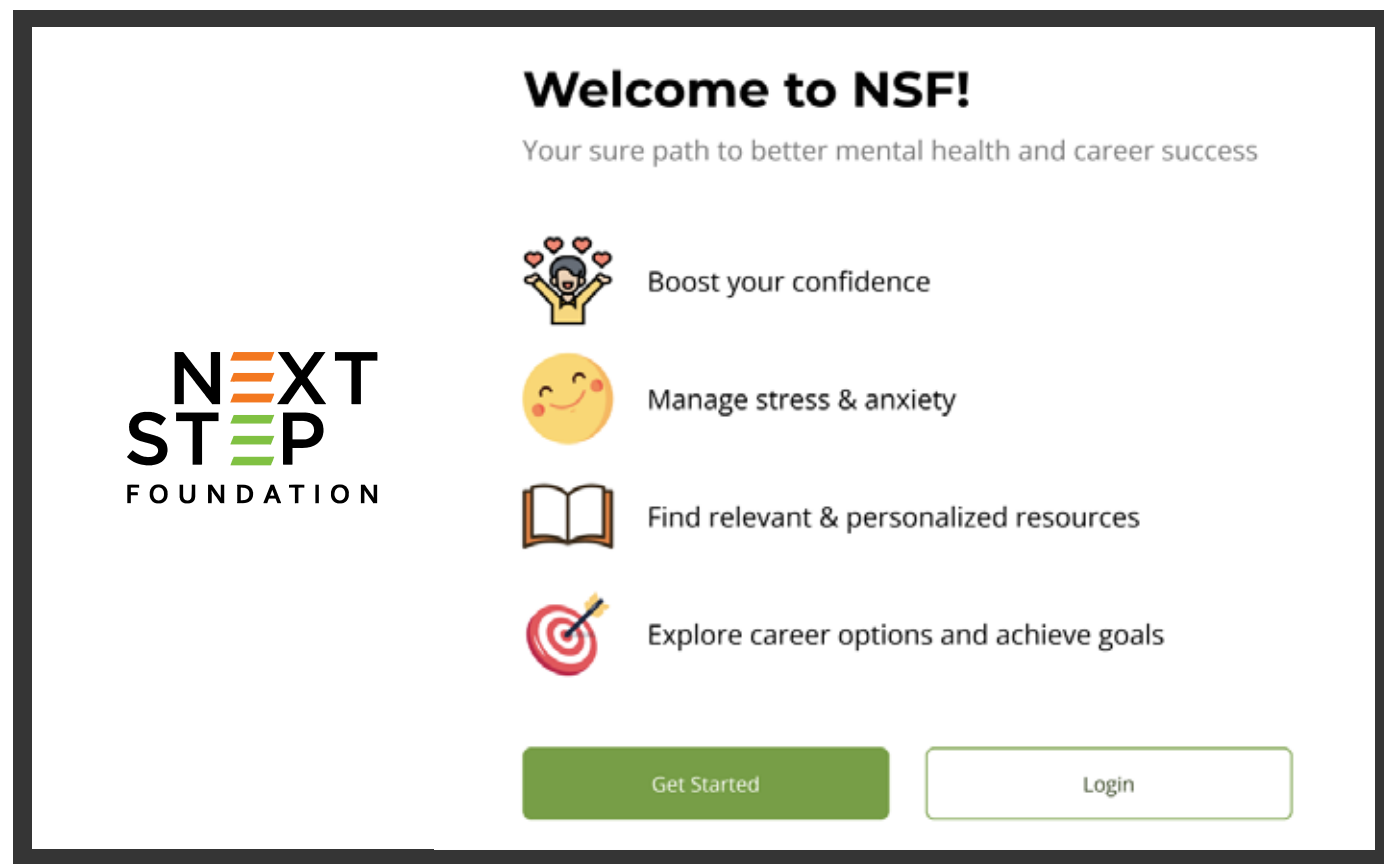 Welcome to NSF!
Your sure path to better mental health and career success
Boost your confidence
Manage stress & anxiety
NEXT
STEP
FOUNDATION
Find relevant & personalized resources
Explore career options and achieve goals
Get Started
Login